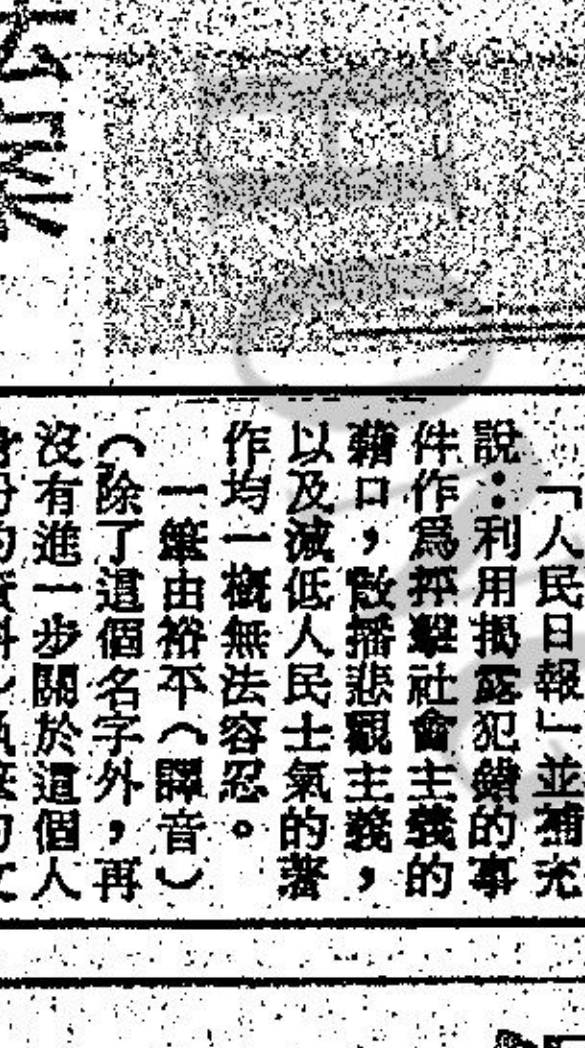 「人民日報」並補充
說：利用揭露犯錯的事
件作爲抨擊社會主義的
藉口，散播悲觀主義，
以及減低人民士氣的著
作均一概無法容忍。
一篇由裕平（譯音）
（除了這個名字外，再
沒有進一步關於這個人